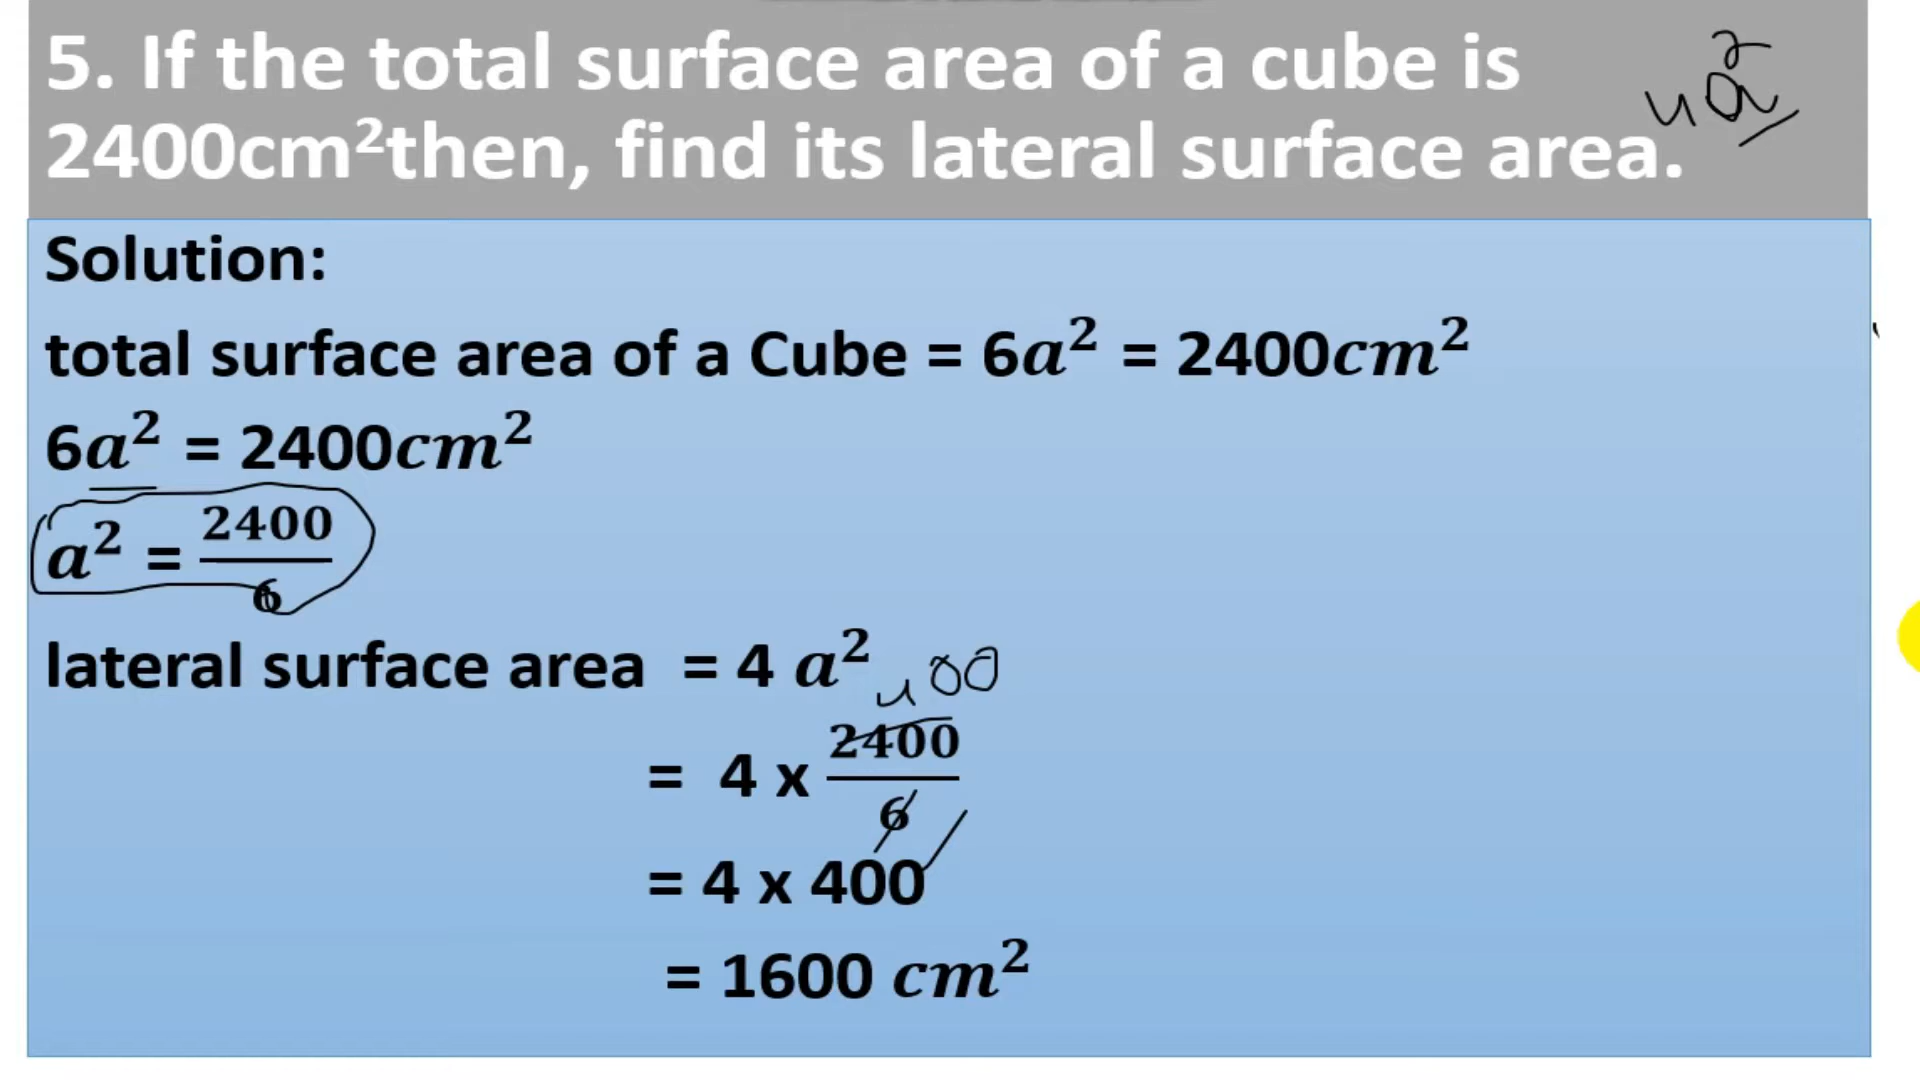 5. If the total surface area of a cube is
4a²
2400cm²then, find its lateral surface area.
Solution:
total surface area of a Cube = 6a² = 2400cm²
6a² = 2400cm²
a² = 2400/6
lateral surface area = 4 a²
400
= 4 x 2400/6
= 4 x 400
= 1600 cm²